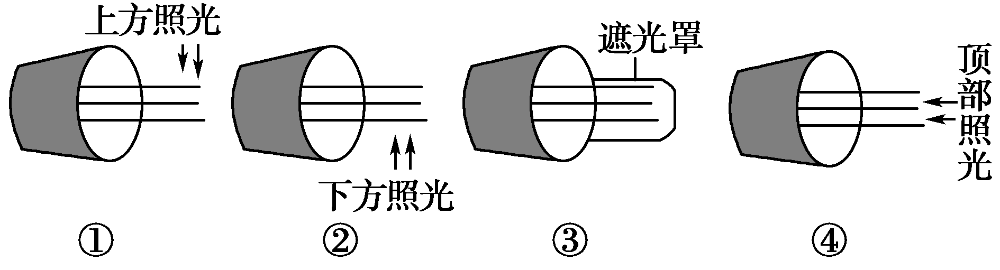 上方照光
下方照光
遮光罩
顶部照光
① ② ③ ④